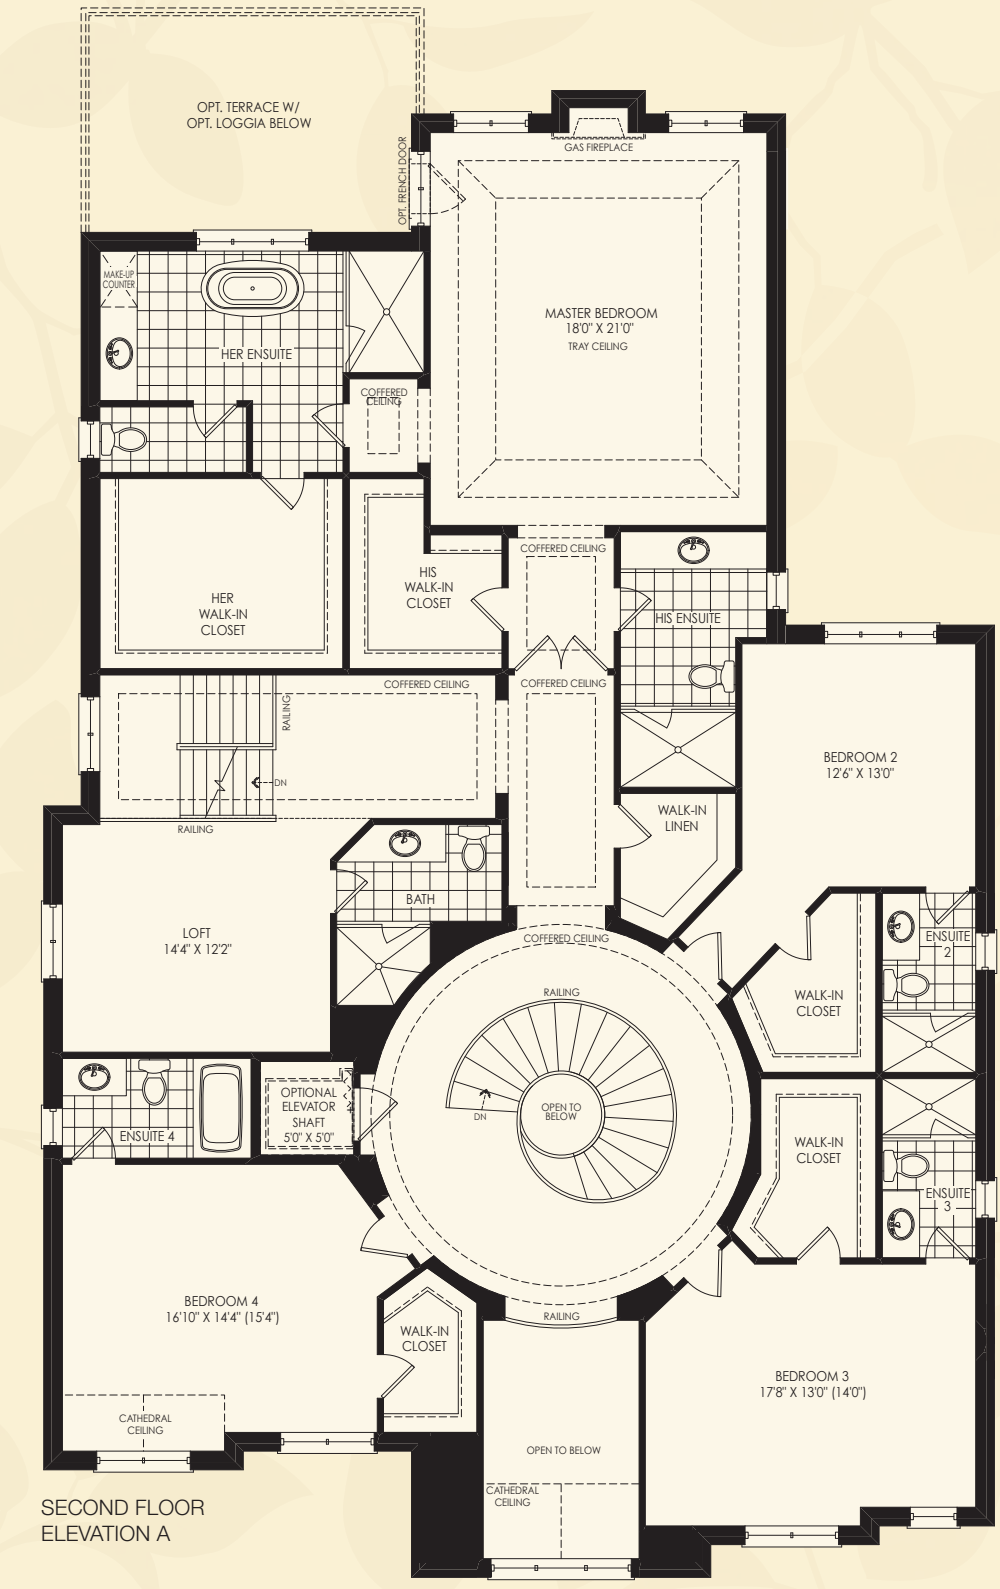 OPT. TERRACE W/
OPT. LOGGIA BELOW
OPT. FRENCH DOOR
GAS FIREPLACE
MAKE-UP
COUNTER
HER ENSUITE
MASTER BEDROOM
18'0" X 21'0"
TRAY CEILING
COFFERED
CEILING
HER
WALK-IN
CLOSET
HIS
WALK-IN
CLOSET
COFFERED CEILING
HIS ENSUITE
COFFERED CEILING
COFFERED CEILING
RAILING
DN
RAILING
BEDROOM 2
12'6" X 13'0"
WALK-IN
LINEN
BATH
LOFT
14'4" X 12'2"
COFFERED CEILING
ENSUITE
2
WALK-IN
CLOSET
RAILING
DN
OPEN TO
BELOW
OPTIONAL
ELEVATOR
SHAFT
5'0" X 5'0"
ENSUITE 4
WALK-IN
CLOSET
ENSUITE
3
BEDROOM 4
16'10" X 14'4" (15'4")
WALK-IN
CLOSET
RAILING
BEDROOM 3
17'8" X 13'0" (14'0")
CATHEDRAL
CEILING
OPEN TO BELOW
CATHEDRAL
CEILING
SECOND FLOOR
ELEVATION A